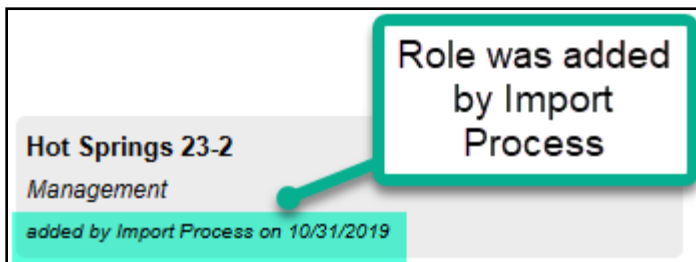 Role was added
by Import
Process
Hot Springs 23-2
Management
added by Import Process on 10/31/2019